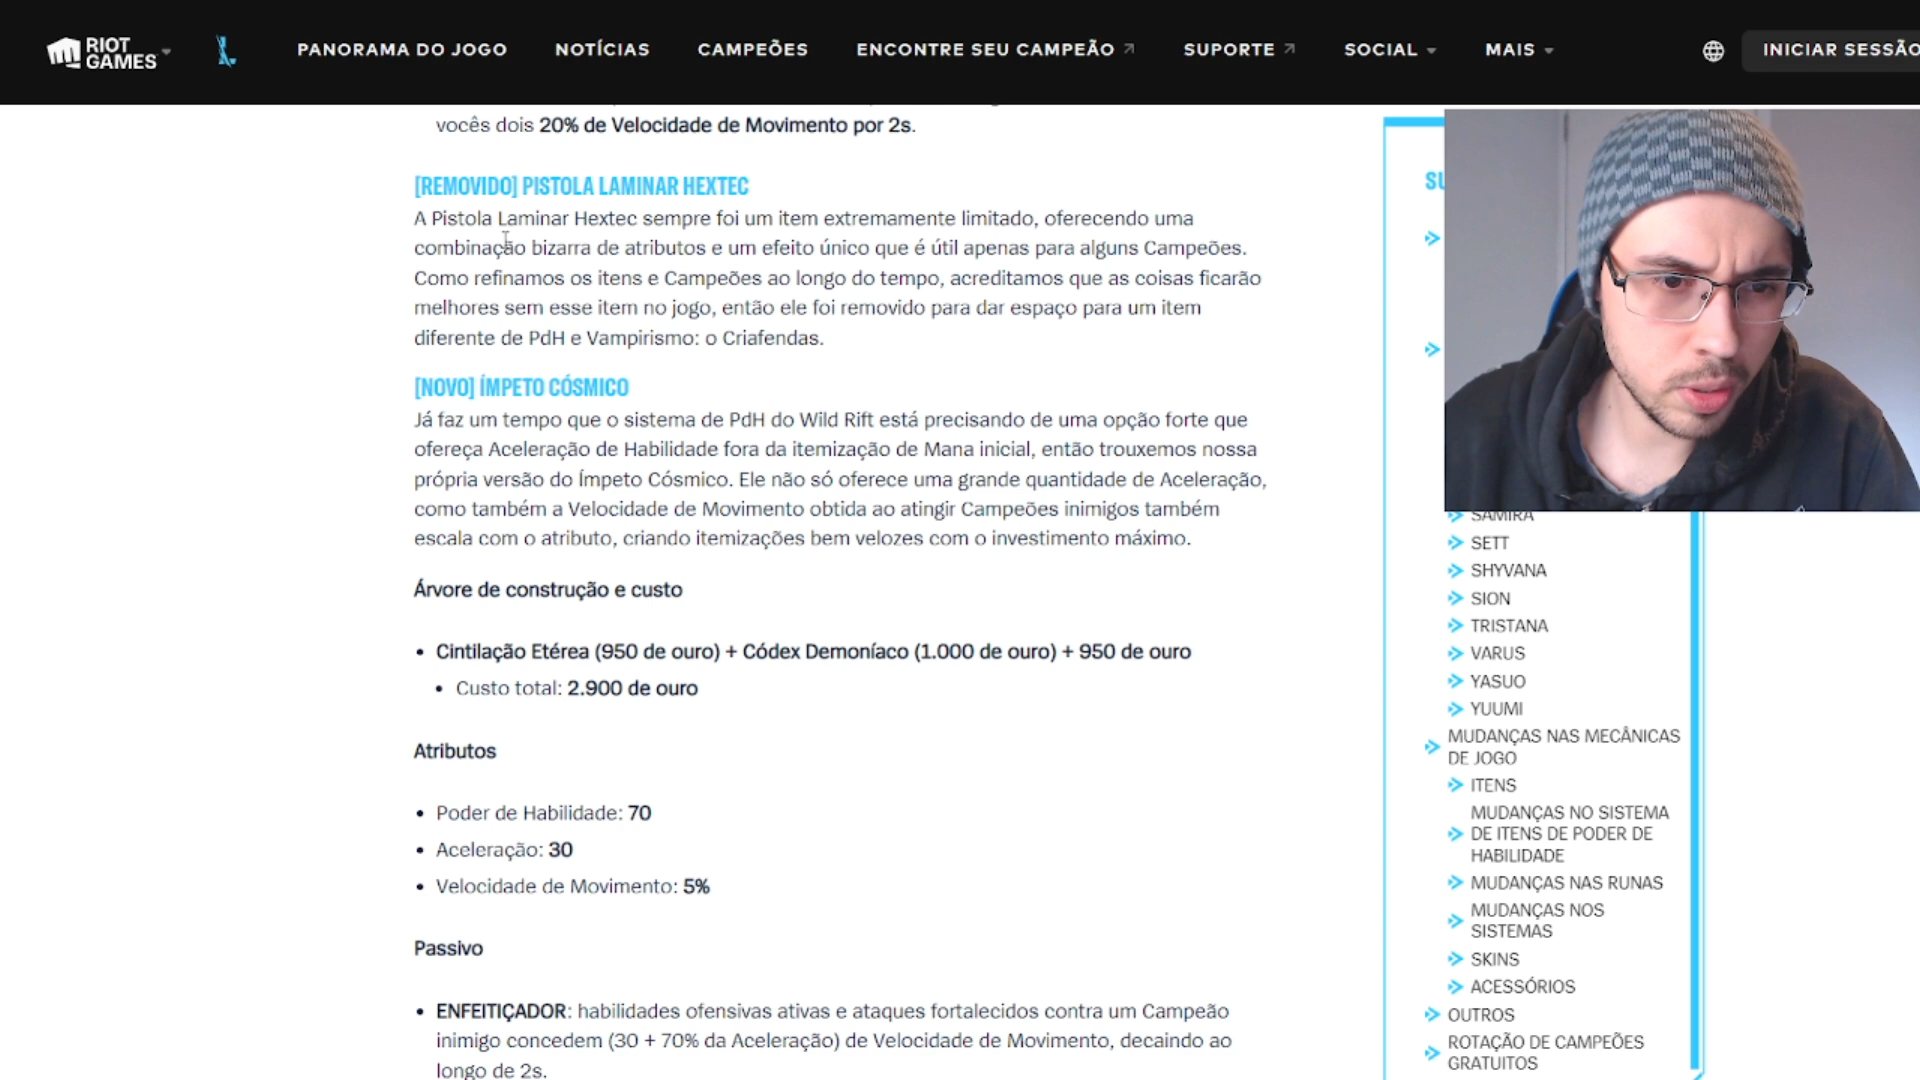 RIOT GAMES
PANORAMA DO JOGO
NOTÍCIAS
CAMPEÕES
ENCONTRE SEU CAMPEÃO
SUPORTE
SOCIAL
MAIS
INICIAR SESSÃO
vocês dois 20% de Velocidade de Movimento por 2s.
[REMOVIDO] PISTOLA LAMINAR HEXTEC
A Pistola Laminar Hextec sempre foi um item extremamente limitado, oferecendo uma
combinação bizarra de atributos e um efeito único que é útil apenas para alguns Campeões.
Como refinamos os itens e Campeões ao longo do tempo, acreditamos que as coisas ficarão
melhores sem esse item no jogo, então ele foi removido para dar espaço para um item
diferente de PdH e Vampirismo: o Criafendas.
[NOVO] ÍMPETO CÓSMICO
Já faz um tempo que o sistema de PdH do Wild Rift está precisando de uma opção forte que
ofereça Aceleração de Habilidade fora da itemização de Mana inicial, então trouxemos nossa
própria versão do Ímpeto Cósmico. Ele não só oferece uma grande quantidade de Aceleração,
como também a Velocidade de Movimento obtida ao atingir Campeões inimigos também
escala com o atributo, criando itemizações bem velozes com o investimento máximo.
Árvore de construção e custo
• Cintilação Etérea (950 de ouro) + Códex Demoníaco (1.000 de ouro) + 950 de ouro
• Custo total: 2.900 de ouro
Atributos
• Poder de Habilidade: 70
• Aceleração: 30
• Velocidade de Movimento: 5%
Passivo
• ENFEITIÇADOR: habilidades ofensivas ativas e ataques fortalecidos contra um Campeão
inimigo concedem (30 + 70% da Aceleração) de Velocidade de Movimento, decaindo ao
longo de 2s.
SAMIRA
SETT
SHYVANA
SION
TRISTANA
VARUS
YASUO
YUUMI
MUDANÇAS NAS MECÂNICAS
DE JOGO
ITENS
MUDANÇAS NO SISTEMA
DE ITENS DE PODER DE
HABILIDADE
MUDANÇAS NAS RUNAS
MUDANÇAS NOS
SISTEMAS
SKINS
ACESSÓRIOS
OUTROS
ROTAÇÃO DE CAMPEÕES
GRATUITOS